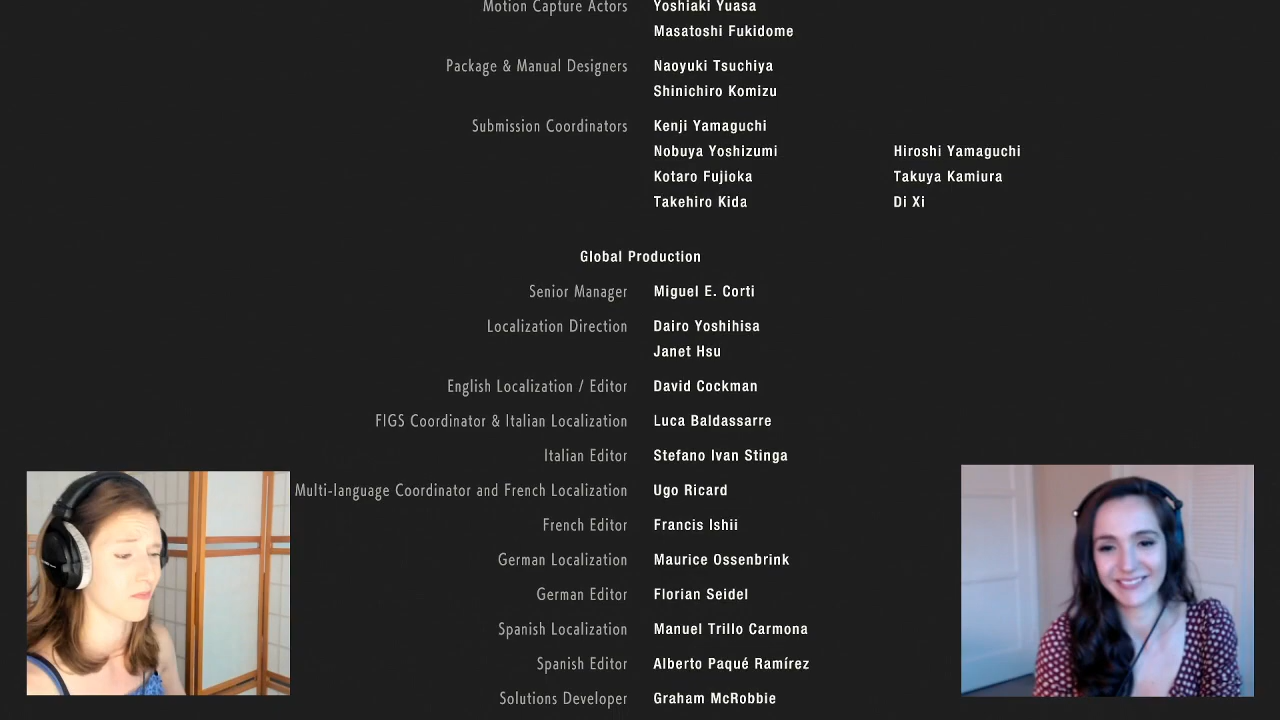 Motion Capture Actors Yoshiaki Yuasa
Masatoshi Fukidome
Package & Manual Designers Naoyuki Tsuchiya
Shinichiro Komizu
Submission Coordinators Kenji Yamaguchi
Nobuya Yoshizumi Hiroshi Yamaguchi
Kotaro Fujioka Takuya Kamiura
Takehiro Kida Di Xi
Global Production
Senior Manager Miguel E. Corti
Localization Direction Dairo Yoshihisa
Janet Hsu
English Localization / Editor David Cockman
FIGS Coordinator & Italian Localization Luca Baldassarre
Italian Editor Stefano Ivan Stinga
Multi-language Coordinator and French Localization Ugo Ricard
French Editor Francis Ishii
German Localization Maurice Ossenbrink
German Editor Florian Seidel
Spanish Localization Manuel Trillo Carmona
Spanish Editor Alberto Paqué Ramírez
Solutions Developer Graham McRobbie